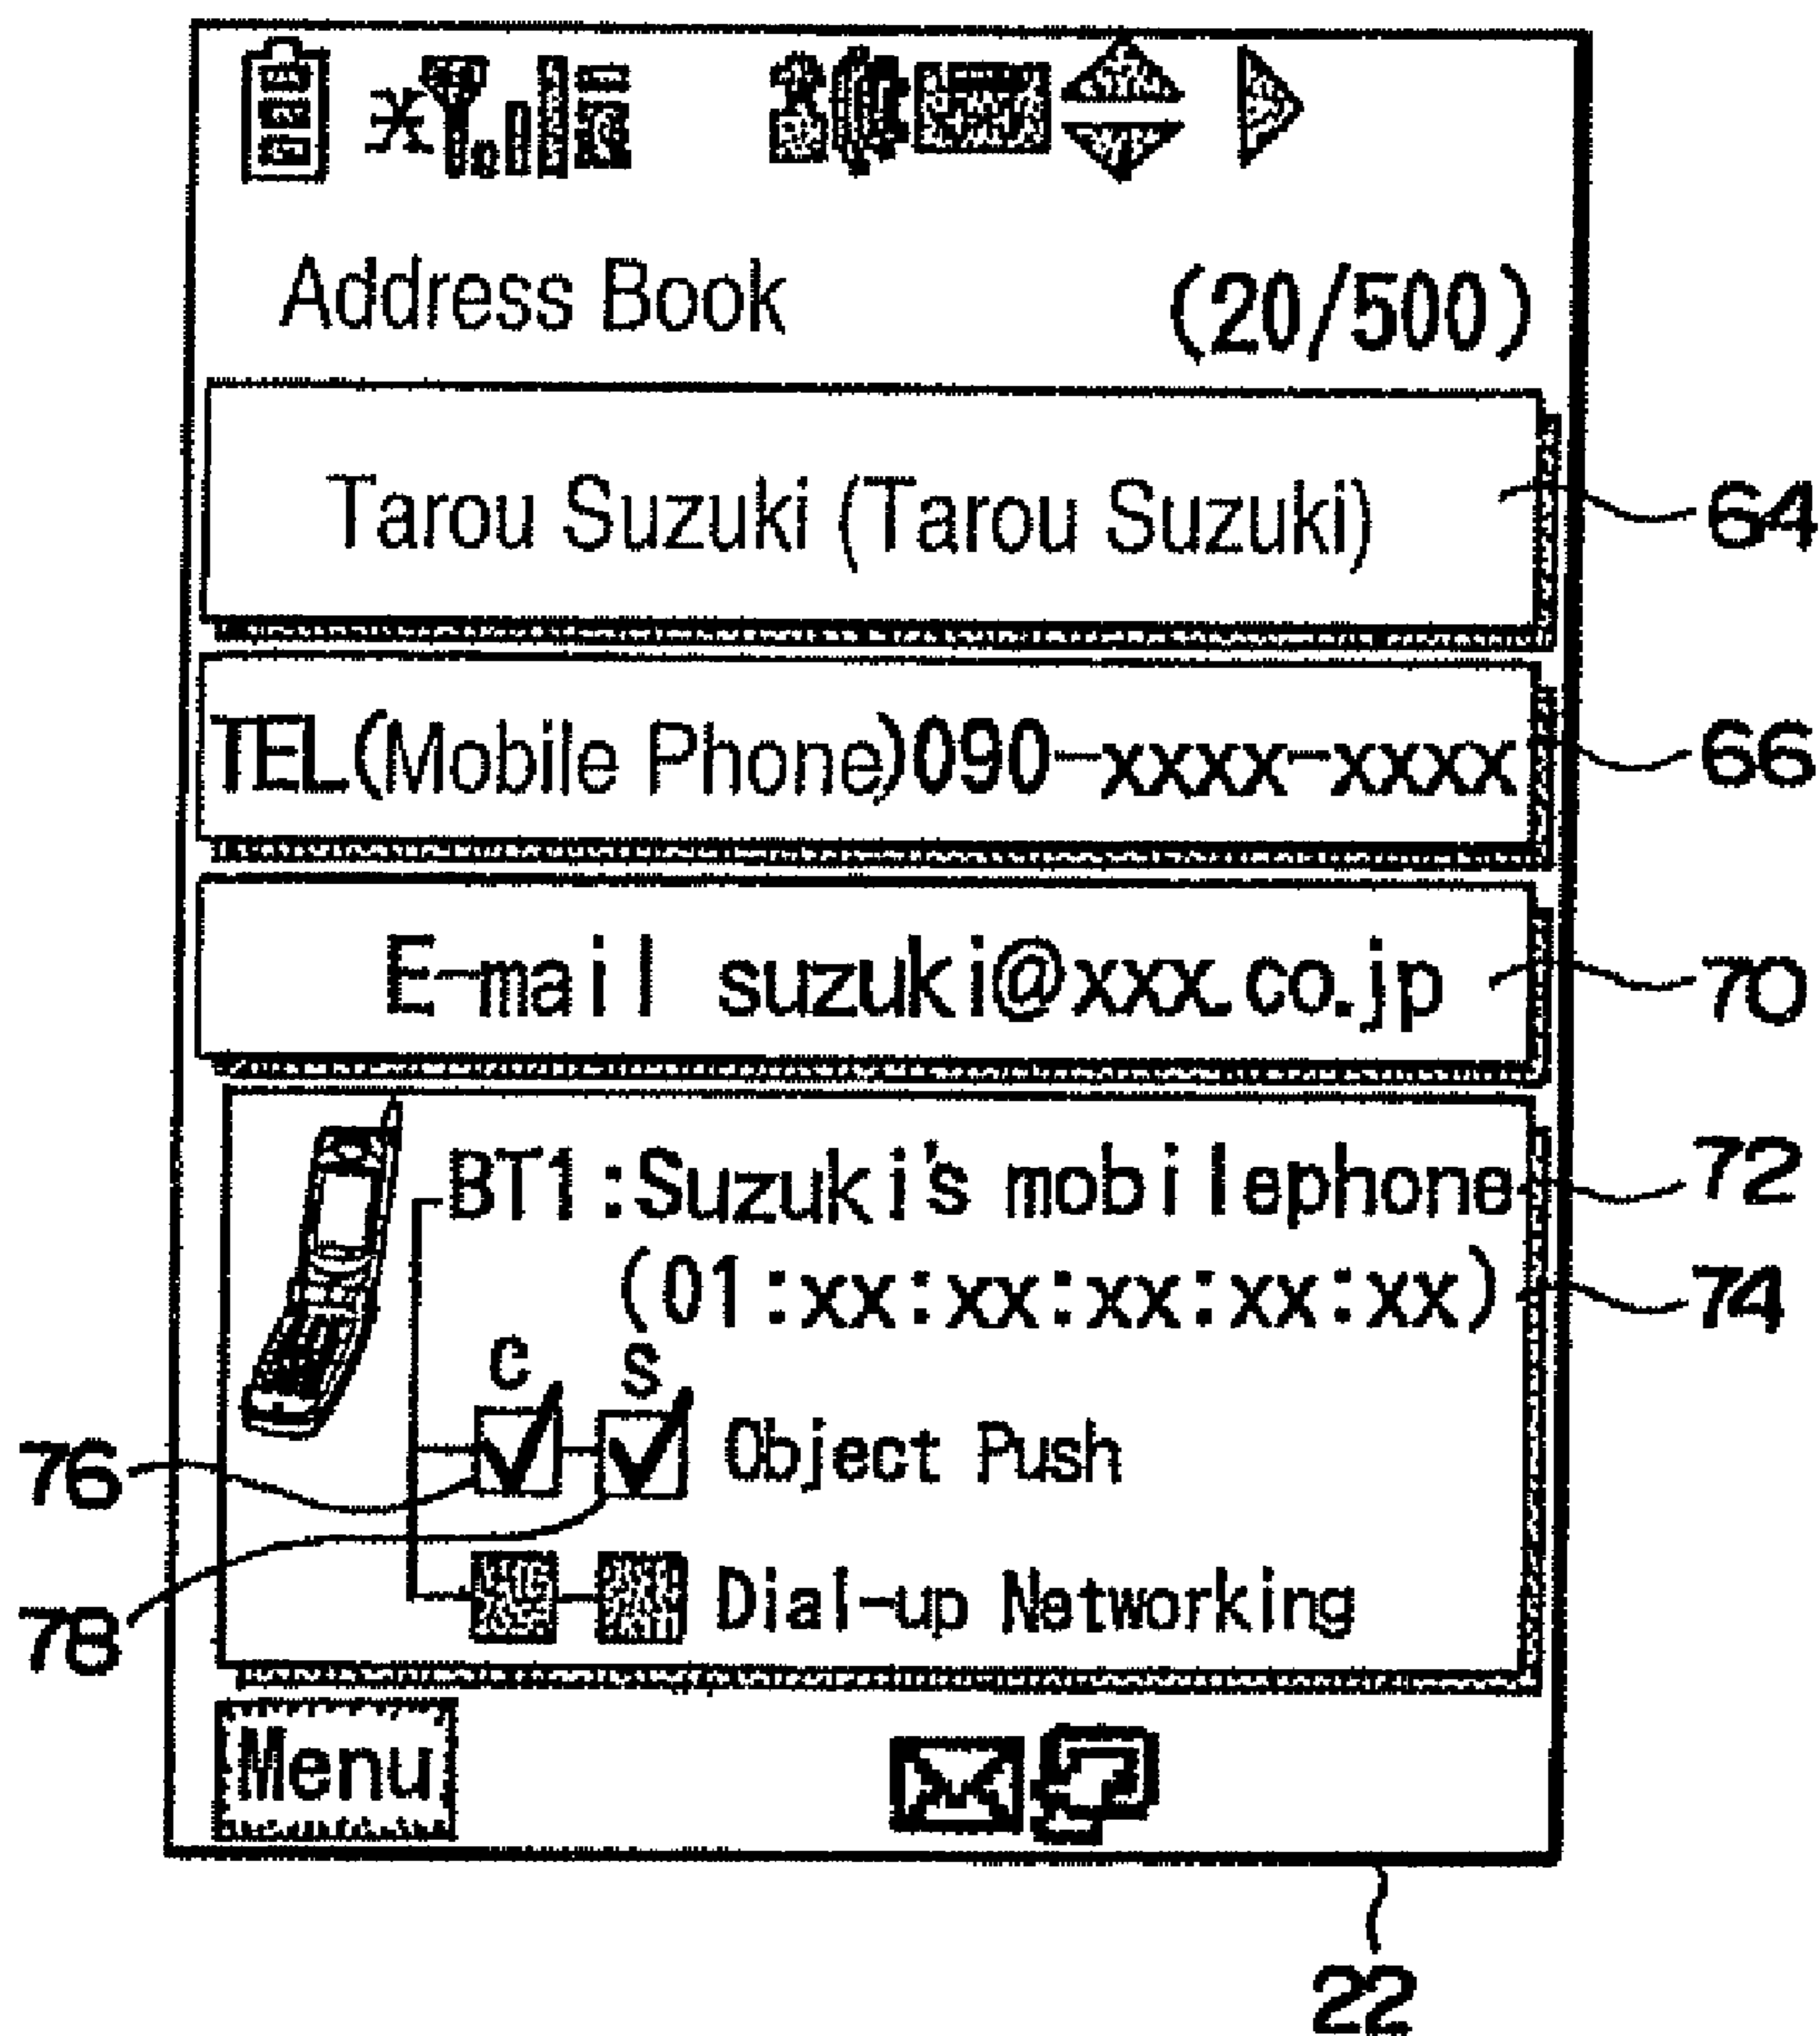 Address Book (20/500)
Tarou Suzuki (Tarou Suzuki) 64
TEL(Mobile Phone)090-xxxx-xxxx 66
E-mail suzuki@xxx.co.jp 70
BT1:Suzuki's mobilephone 72
(01:xx:xx:xx:xx:xx) 74
C S
76 Object Push
78 Dial-up Networking
Menu
22